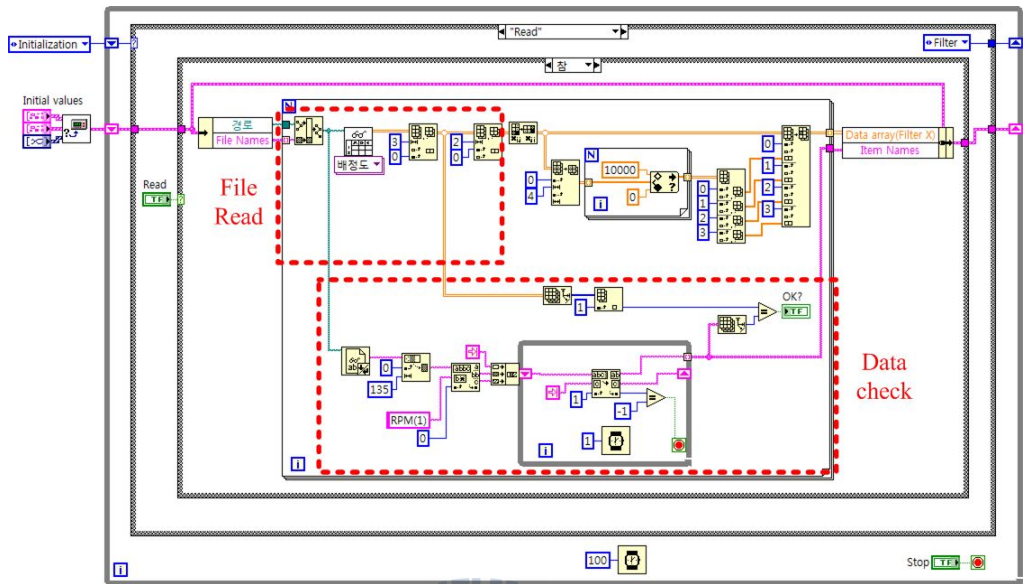 "Read"
Initialization
Filter
참
Initial values
경로
File Names
N
배정도
3
0
2
0
File
Read
Read
TF
?
0
4
N
10000
0
i
0
1
2
3
0
1
2
3
Data array(Filter X)
Item Names
1
OK?
TF
Data
check
0
135
RPM(1)
0
1
-1
1
i
i
i
100
Stop
TF